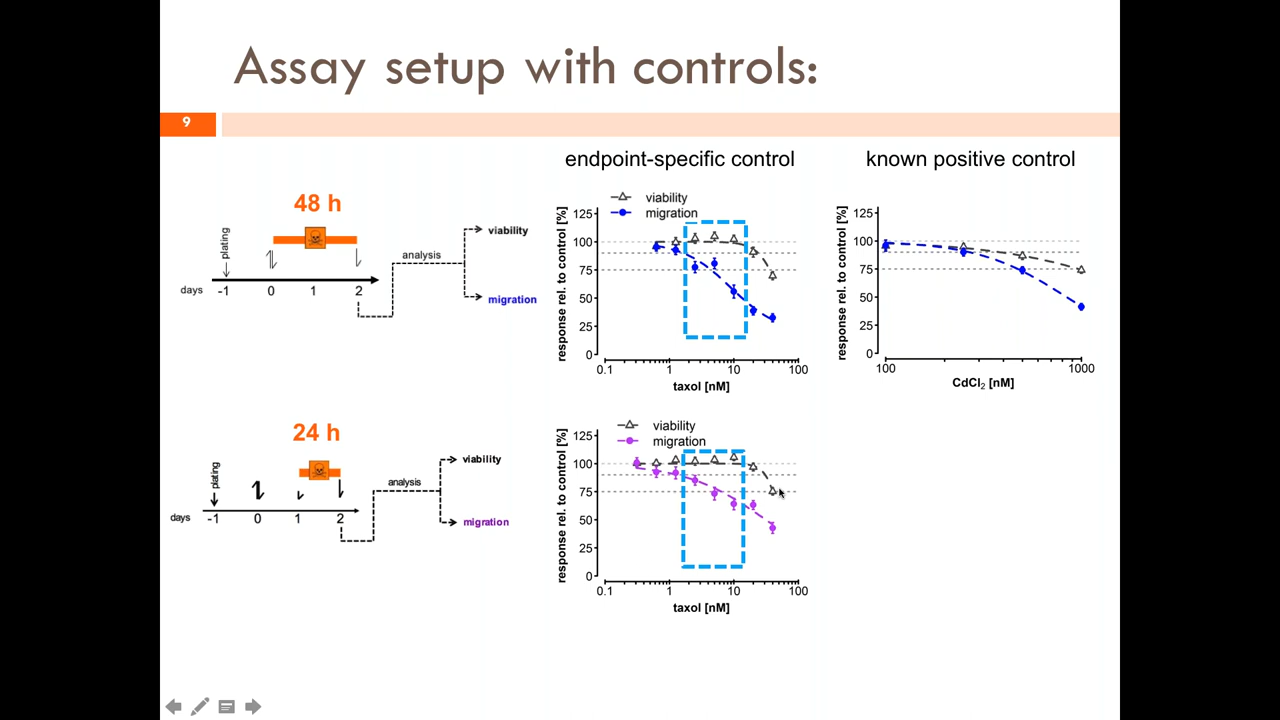 Assay setup with controls:
9
endpoint-specific control
known positive control
48 h
plating
days
-1
0
1
2
analysis
viability
migration
viability
migration
response rel. to control [%]
125
100
75
50
25
0
0.1
1
10
100
taxol [nM]
response rel. to control [%]
125
100
75
50
25
0
100
1000
CdCl₂ [nM]
24 h
plating
days
-1
0
1
2
analysis
viability
migration
viability
migration
response rel. to control [%]
125
100
75
50
25
0
0.1
1
10
100
taxol [nM]